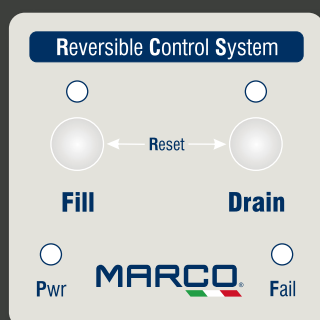 Reversible Control System
Reset
Fill Drain
Pwr MARCO® Fail